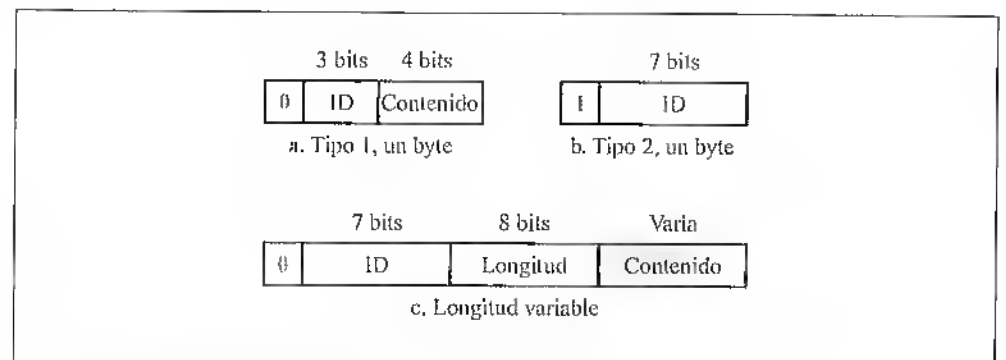 3 bits 4 bits
0 ID Contenido
a. Tipo 1, un byte
7 bits
1 ID
b. Tipo 2, un byte
7 bits 8 bits Varia
0 ID Longitud Contenido
c. Longitud variable